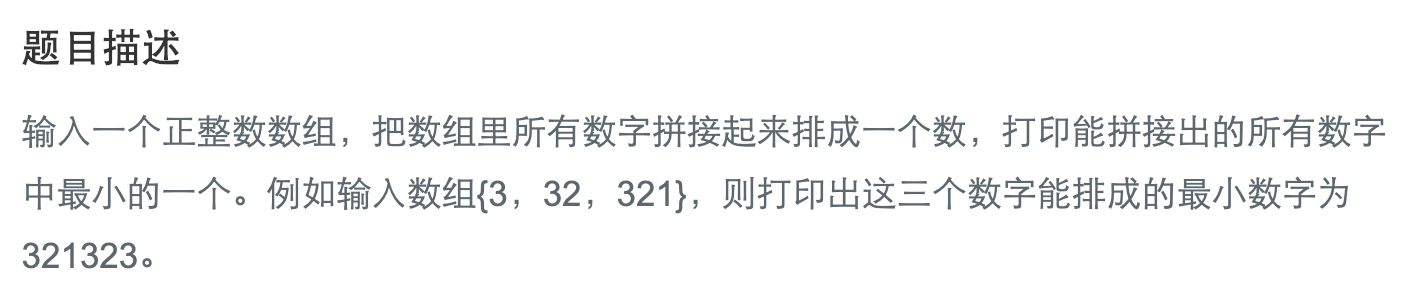 题目描述
输入一个正整数数组，把数组里所有数字拼接起来排成一个数，打印能拼接出的所有数字
中最小的一个。例如输入数组{3，32，321}，则打印出这三个数字能排成的最小数字为
321323。